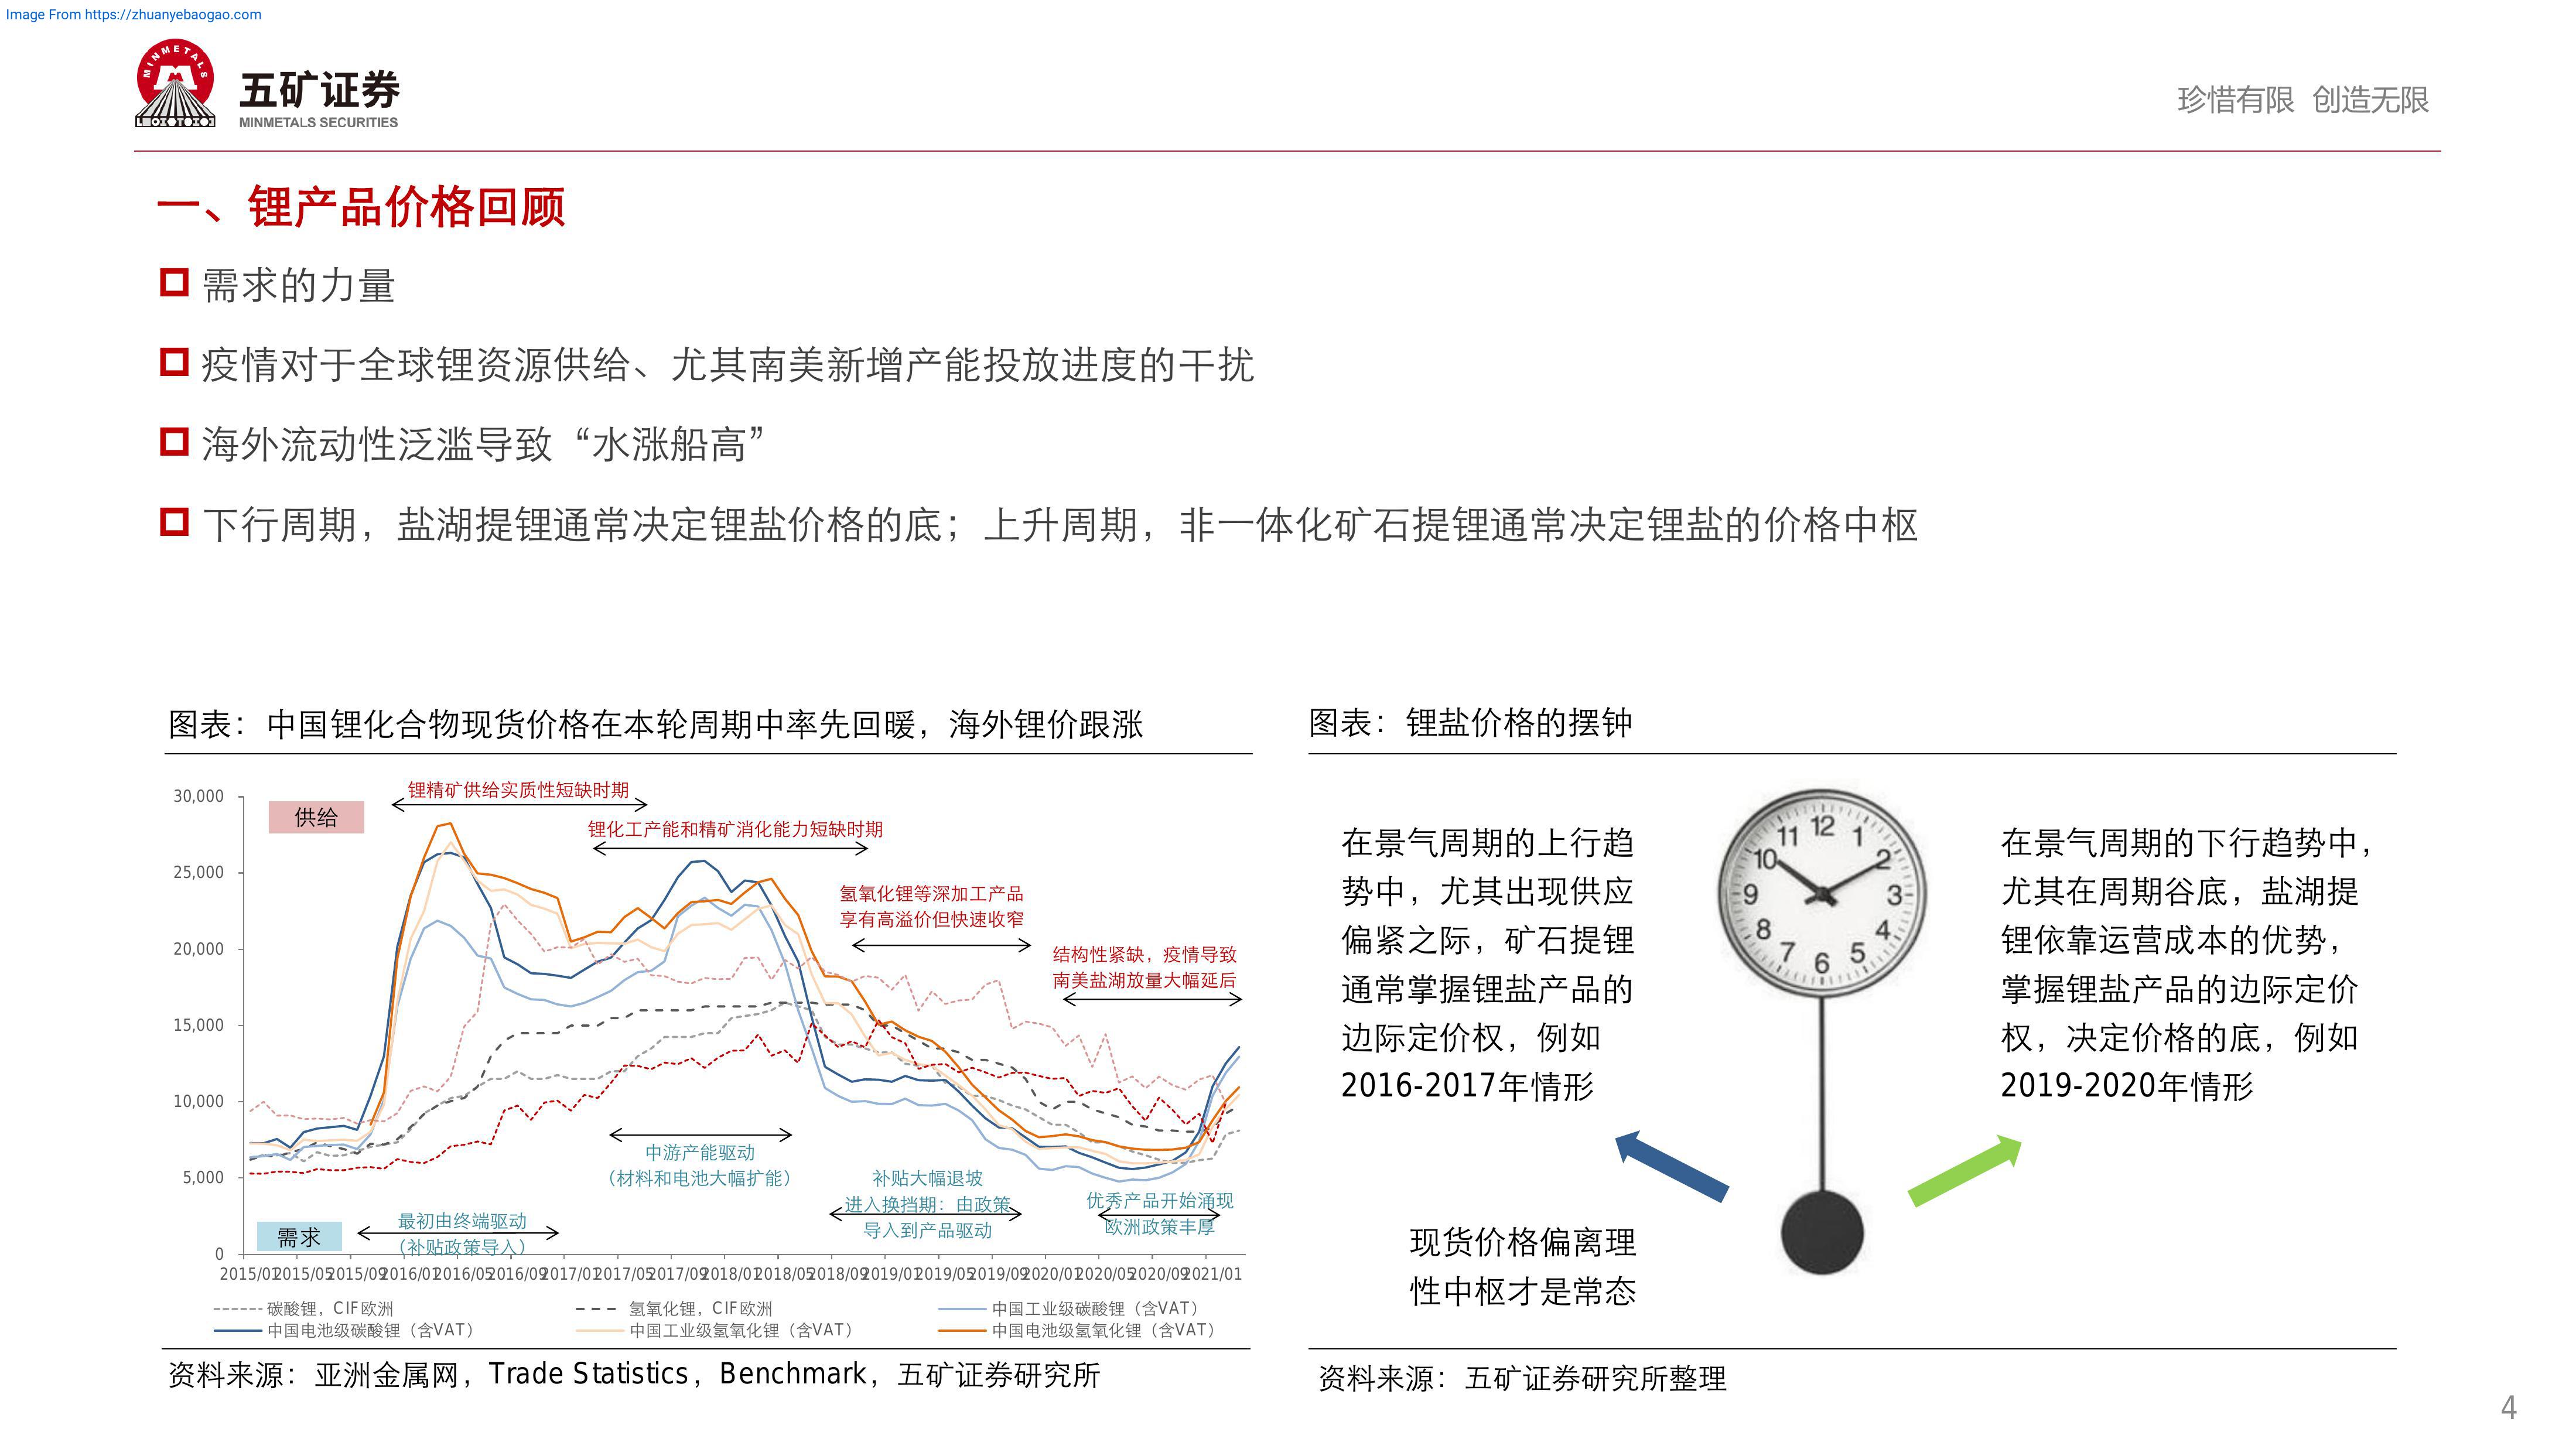 Image From https://zhuanyebaogao.com
MINMETALS
五矿证券
MINMETALS SECURITIES
珍惜有限 创造无限
一、锂产品价格回顾
需求的力量
疫情对于全球锂资源供给、尤其南美新增产能投放进度的干扰
海外流动性泛滥导致“水涨船高”
下行周期，盐湖提锂通常决定锂盐价格的底；上升周期，非一体化矿石提锂通常决定锂盐的价格中枢
图表：中国锂化合物现货价格在本轮周期中率先回暖，海外锂价跟涨
30,000
25,000
20,000
15,000
10,000
5,000
0
供给
锂精矿供给实质性短缺时期
锂化工产能和精矿消化能力短缺时期
氢氧化锂等深加工产品
享有高溢价但快速收窄
结构性紧缺，疫情导致
南美盐湖放量大幅延后
中游产能驱动
（材料和电池大幅扩能）
补贴大幅退坡
进入换挡期：由政策
导入到产品驱动
优秀产品开始涌现
欧洲政策丰厚
需求
最初由终端驱动
（补贴政策导入）
2015/01 2015/05 2015/09 2016/01 2016/05 2016/09 2017/01 2017/05 2017/09 2018/01 2018/05 2018/09 2019/01 2019/05 2019/09 2020/01 2020/05 2020/09 2021/01
碳酸锂，CIF欧洲 氢氧化锂，CIF欧洲 中国工业级碳酸锂（含VAT）
中国电池级碳酸锂（含VAT） 中国工业级氢氧化锂（含VAT） 中国电池级氢氧化锂（含VAT）
资料来源：亚洲金属网，Trade Statistics，Benchmark，五矿证券研究所
图表：锂盐价格的摆钟
在景气周期的上行趋
势中，尤其出现供应
偏紧之际，矿石提锂
通常掌握锂盐产品的
边际定价权，例如
2016-2017年情形
12
1
2
3
4
5
6
7
8
9
10
11
在景气周期的下行趋势中，
尤其在周期谷底，盐湖提
锂依靠运营成本的优势，
掌握锂盐产品的边际定价
权，决定价格的底，例如
2019-2020年情形
现货价格偏离理
性中枢才是常态
资料来源：五矿证券研究所整理
4